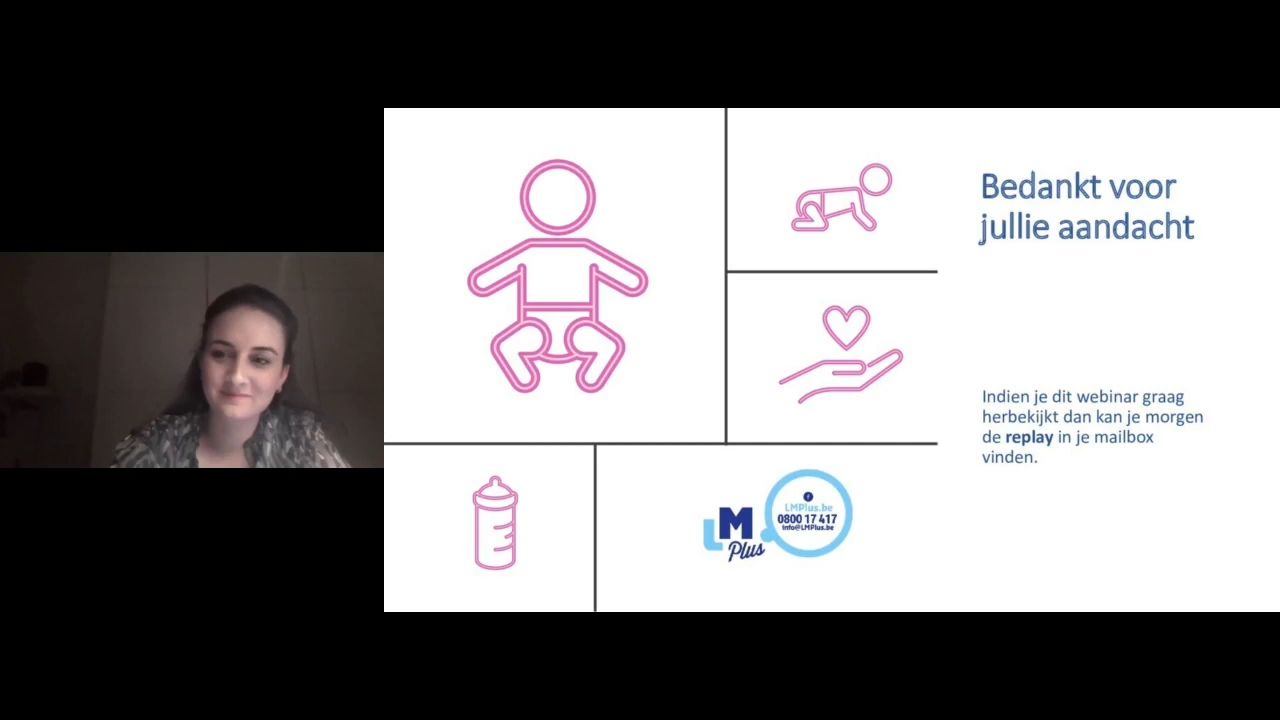 Bedankt voor
jullie aandacht
Indien je dit webinar graag
herbekijkt dan kan je morgen
de replay in je mailbox
vinden.
LM
Plus
f
LMPlus.be
0800 17 417
info@LMPlus.be